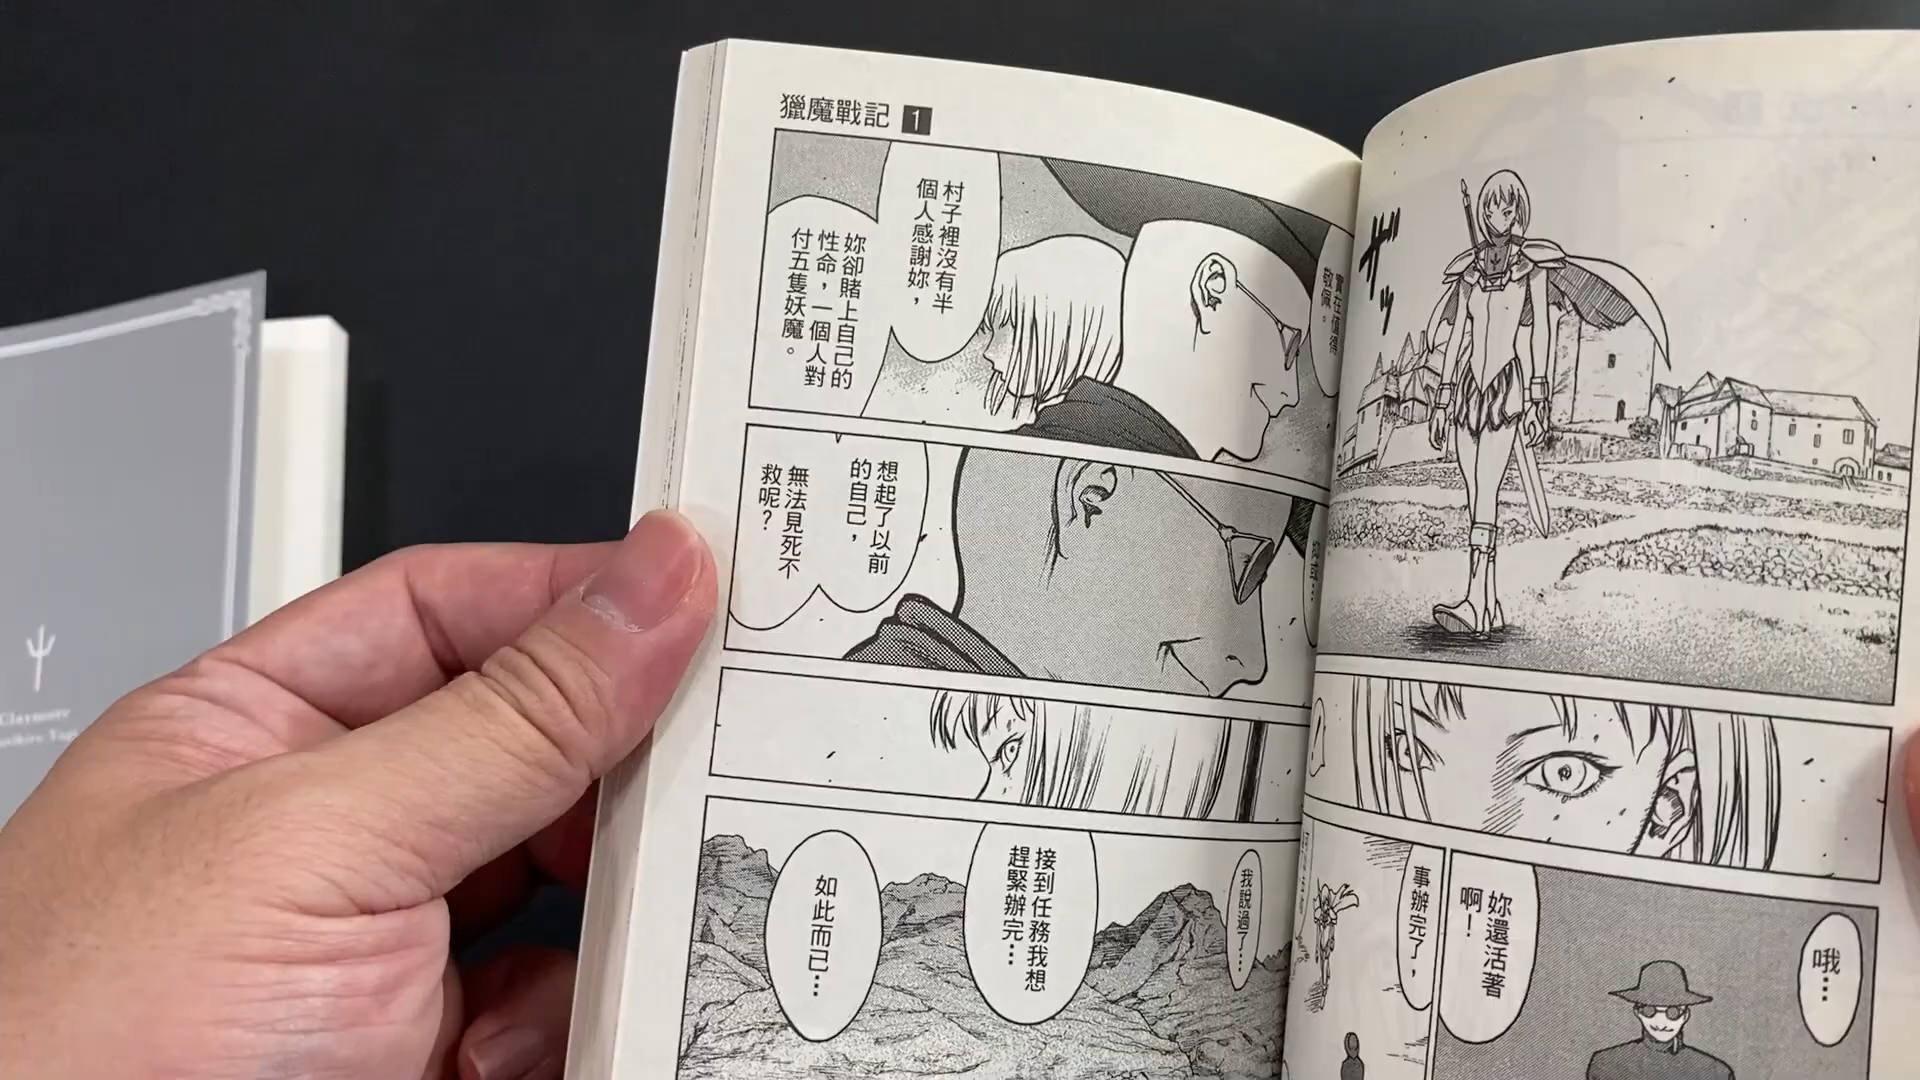 獵魔戰記 1
哦…
妳還活著
啊！
事辦完了，
實在值得
敬佩。
村子裡沒有半
個人感謝妳，
妳卻賭上自己的
性命，一個人對
付五隻妖魔。
想起了以前
的自己，
無法見死不
救呢？
我說過了…
接到任務我想
趕緊辦完…
如此而已…
Claymore